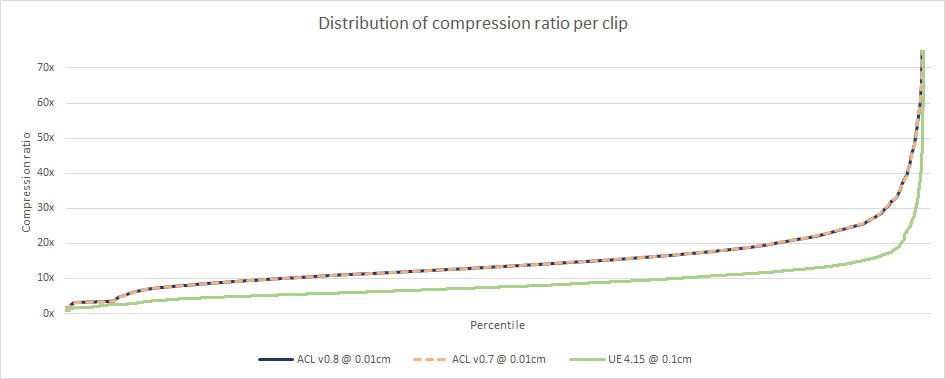 Distribution of compression ratio per clip
70x
60x
50x
40x
30x
20x
10x
0x
Compression ratio
Percentile
ACL v0.8 @ 0.01cm
ACL v0.7 @ 0.01cm
UE 4.15 @ 0.1cm